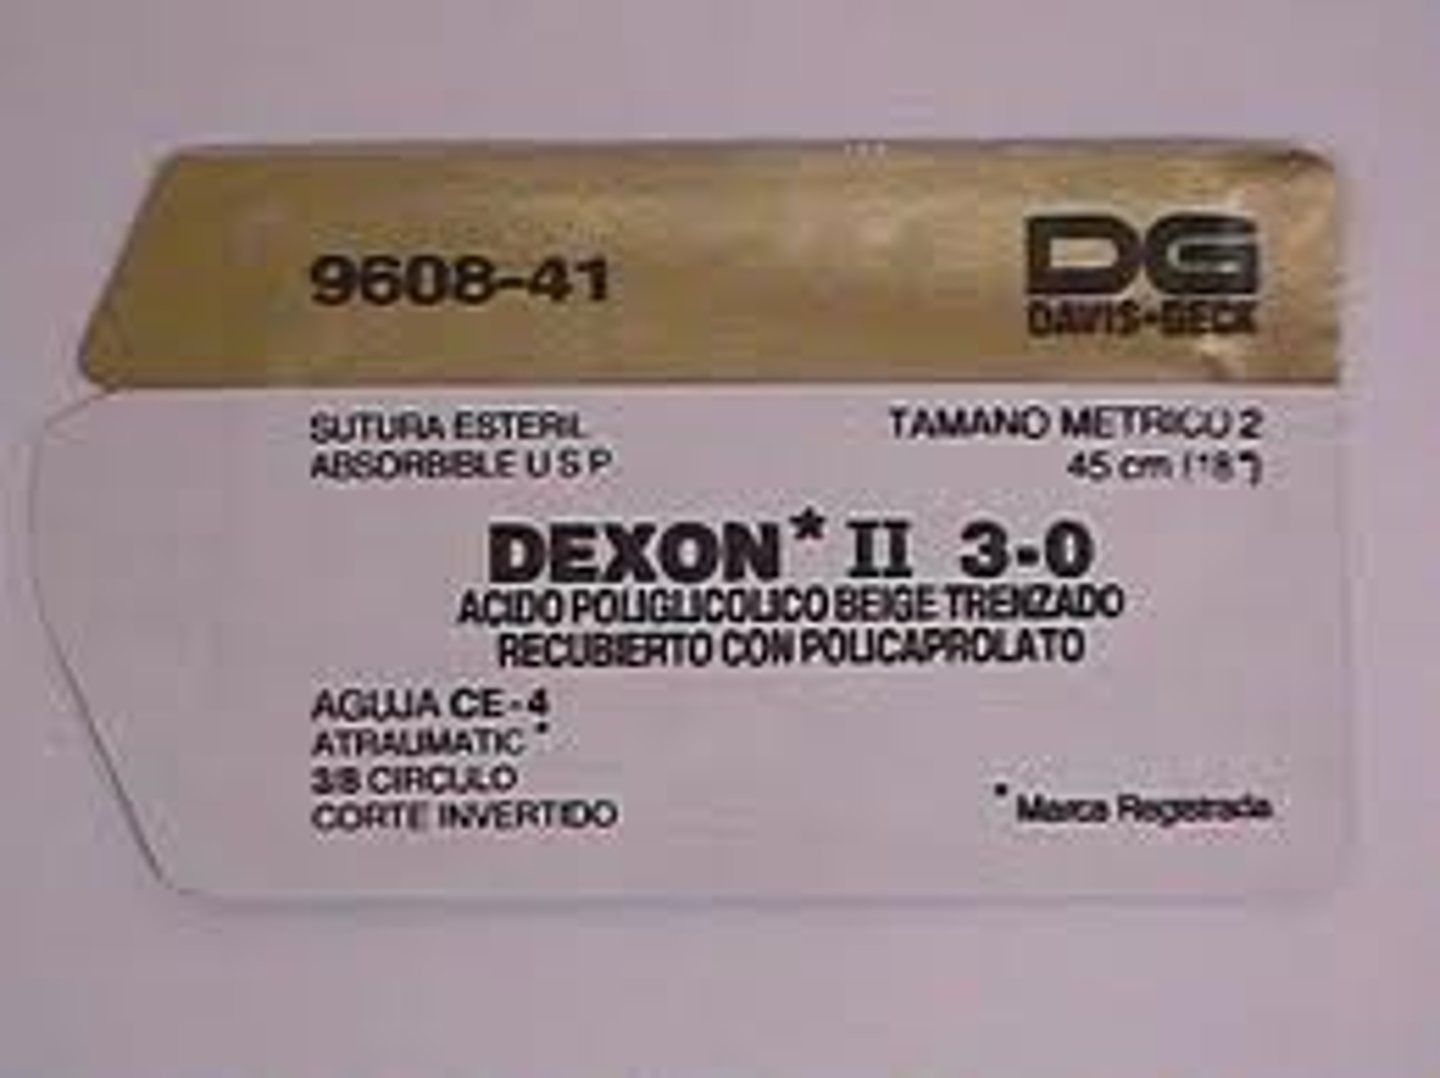 9608-41
DG
DAVIS+GECK
SUTURA ESTERIL
ABSORBIBLE U S P
TAMANO METRICO 2
45 cm (18")
DEXON* II 3-0
ACIDO POLIGLICOLICO BEIGE TRENZADO
RECUBIERTO CON POLICAPROLATO
AGUJA CE-4
ATRAUMATIC*
3/8 CIRCULO
CORTE INVERTIDO
* Marca Registrada